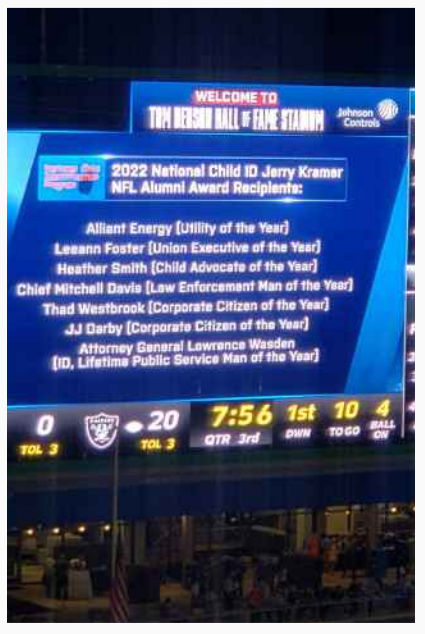 WELCOME TO
TOM BENSON HALL OF FAME STADIUM
Johnson
Controls
2022 National Child ID Jerry Kramer
NFL Alumni Award Recipients:
Alliant Energy (Utility of the Year)
Leeann Foster (Union Executive of the Year)
Heather Smith (Child Advocate of the Year)
Chief Mitchell Davis (Law Enforcement Man of the Year)
Thad Westbrook (Corporate Citizen of the Year)
JJ Darby (Corporate Citizen of the Year)
Attorney General Lawrence Wasden
(ID, Lifetime Public Service Man of the Year)
0 20 7:56 1st 10 4
TOL 3 RAIDERS TOL 3 QTR 3rd DWN TO GO BALL ON